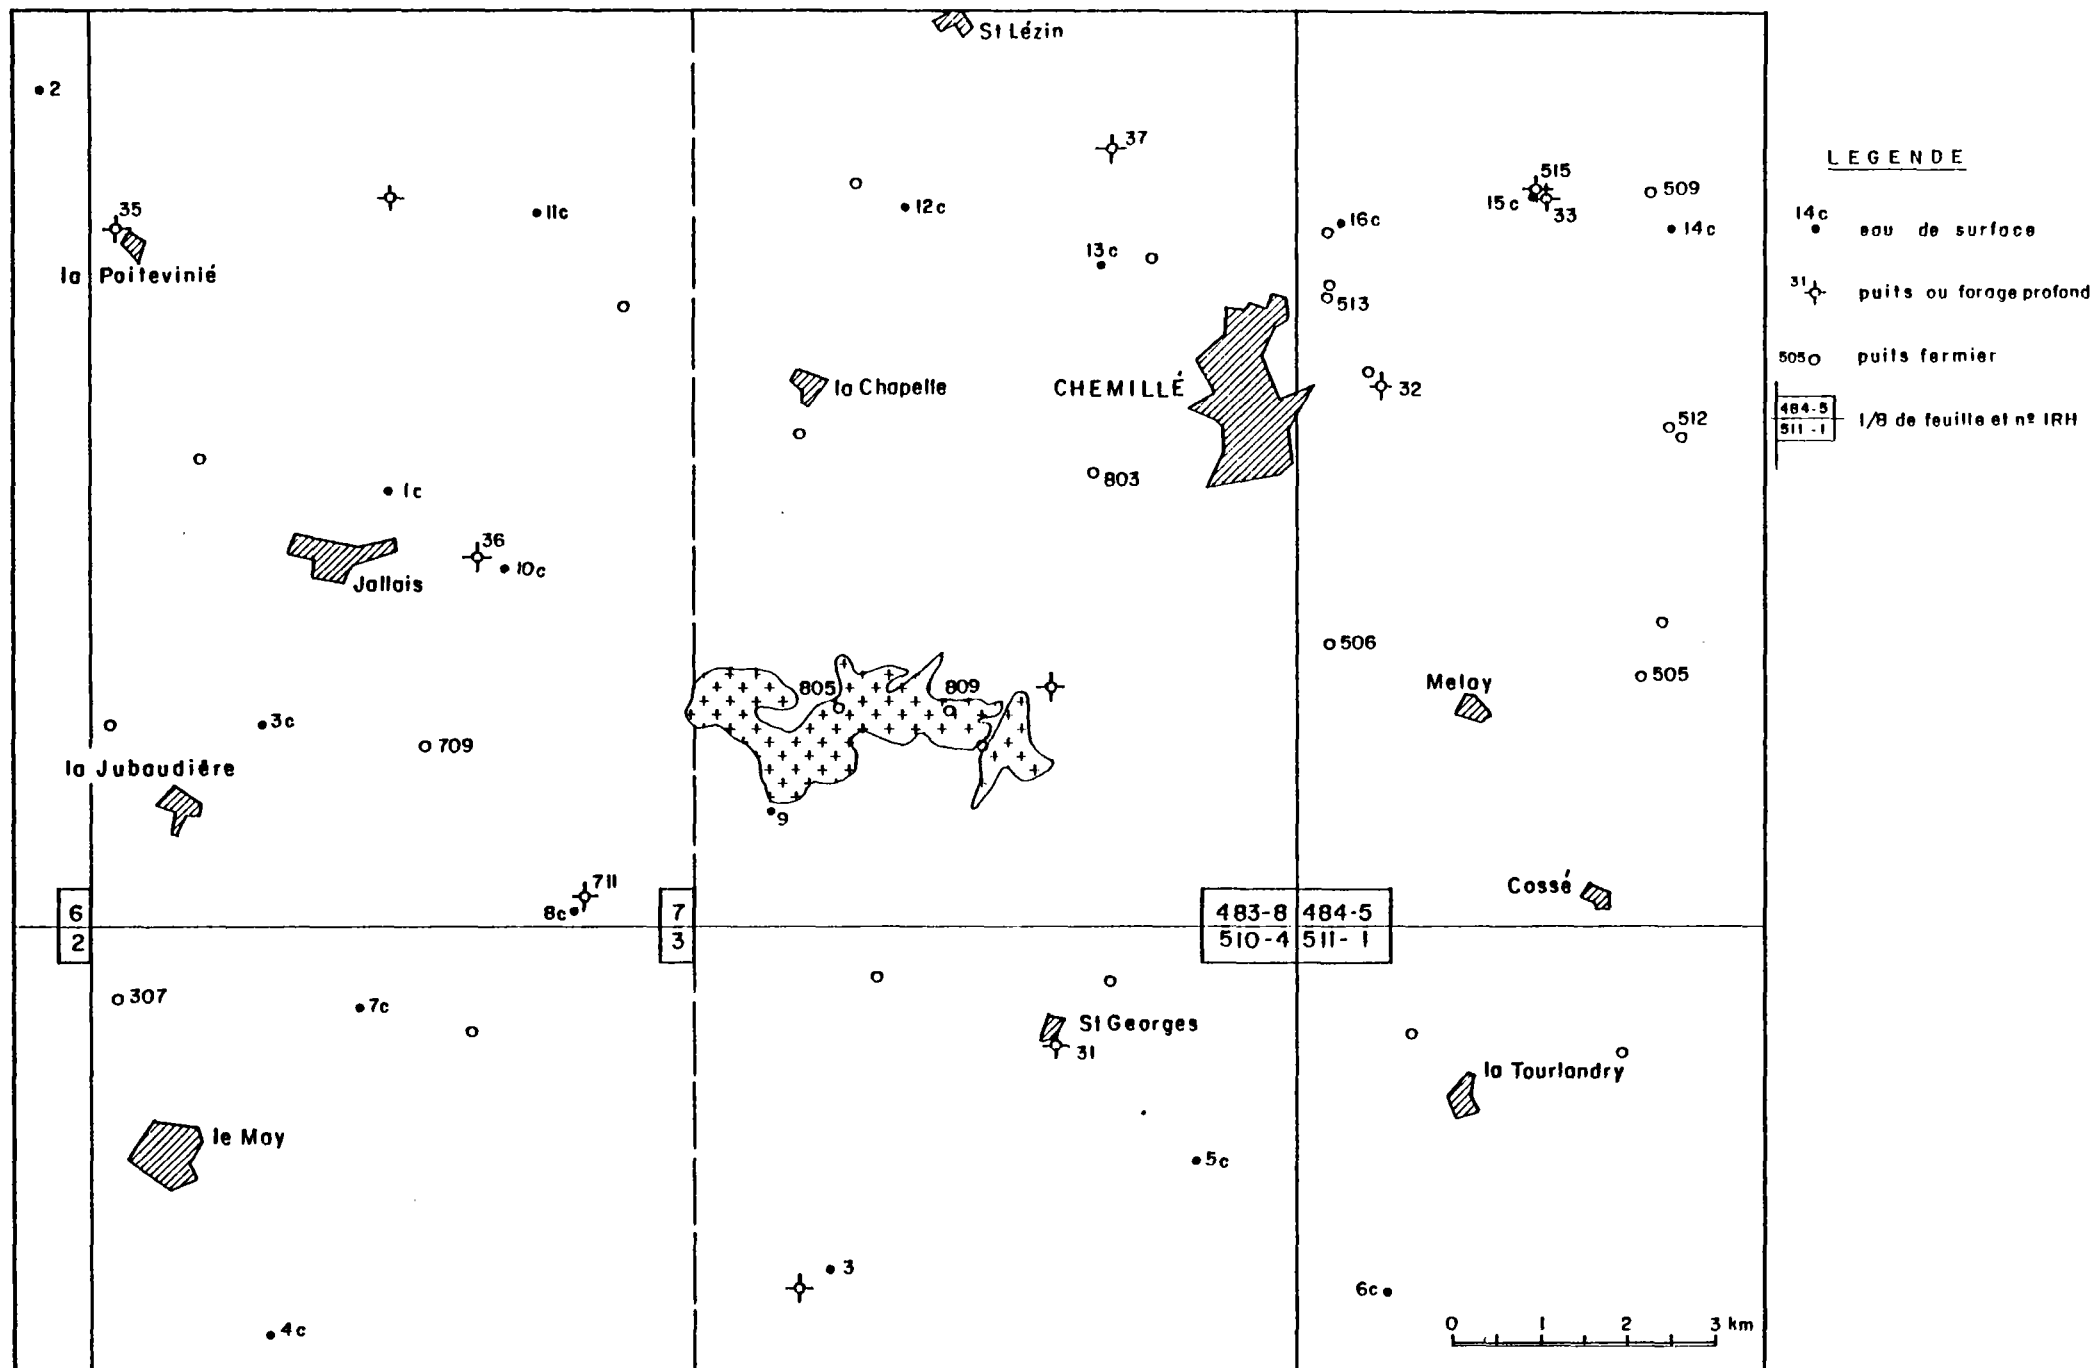 St Lézin
2
37
515
509
35
11c
12c
15c
33
16c
14c
13c
la Poitevinié
513
la Chapelle
CHEMILLÉ
32
512
1c
803
36
10c
Jallais
506
505
Melay
805
809
3c
709
la Jubaudière
9
711
8c
Cossé
6
2
7
3
483-8
484-5
510-4
511-1
307
7c
St Georges
31
la Tourlandry
le May
5c
3
6c
4c
0 1 2 3 km
LEGENDE
14c
eau de surface
31
puits ou forage profond
505
puits fermier
484-5
511-1
1/8 de feuille et nº IRH